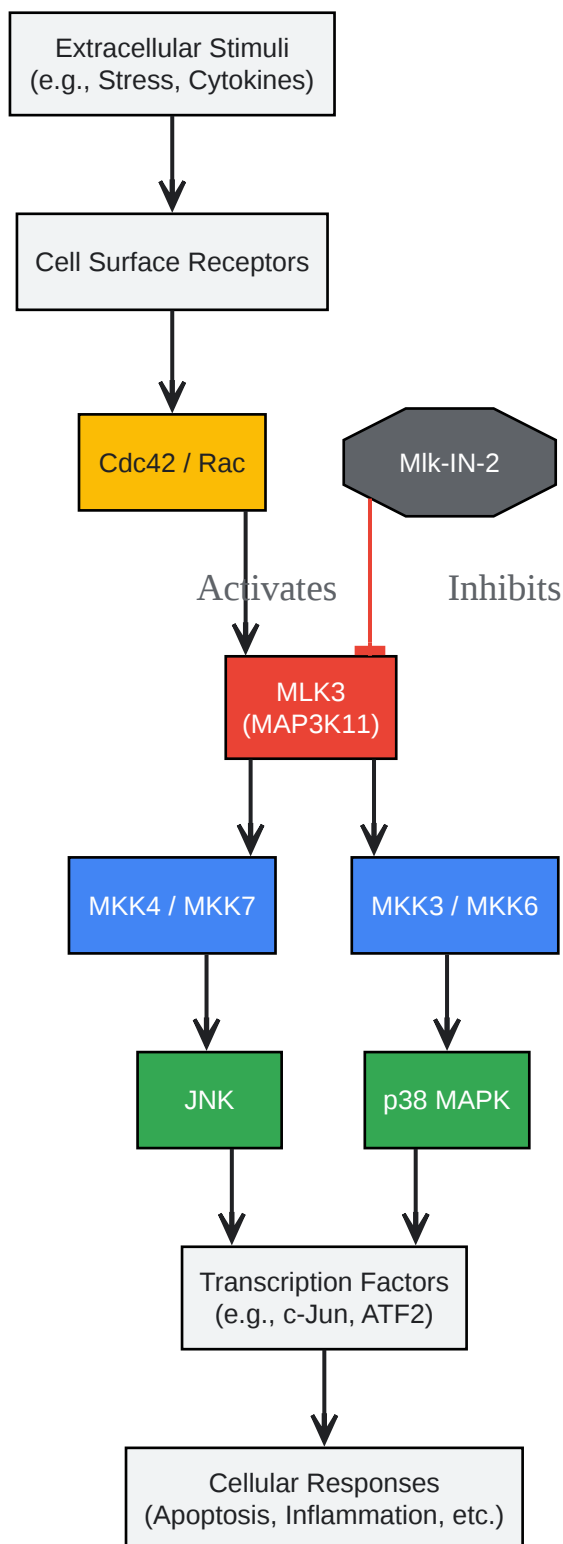 Extracellular Stimuli
(e.g., Stress, Cytokines)
Cell Surface Receptors
Cdc42 / Rac
Mlk-IN-2
Activates
Inhibits
MLK3
(MAP3K11)
MKK4 / MKK7
MKK3 / MKK6
JNK
p38 MAPK
Transcription Factors
(e.g., c-Jun, ATF2)
Cellular Responses
(Apoptosis, Inflammation, etc.)